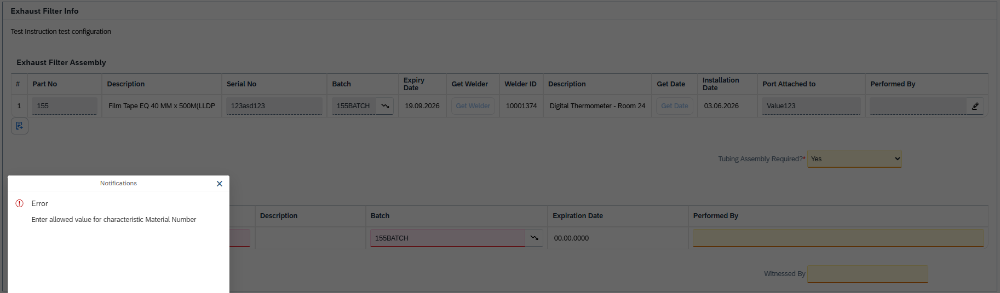 Exhaust Filter Info
Test Instruction test configuration
Exhaust Filter Assembly
# Part No Description Serial No Batch Expiry Date Get Welder Welder ID Description Get Date Installation Date Port Attached to Performed By
1 155 Film Tape EQ 40 MM x 500M(LLDP 123asd123 155BATCH 19.09.2026 Get Welder 10001374 Digital Thermometer - Room 24 Get Date 03.06.2026 Value123
Tubing Assembly Required?* Yes
Notifications
Error
Enter allowed value for characteristic Material Number
Description Batch Expiration Date Performed By
155BATCH 00.00.0000
Witnessed By